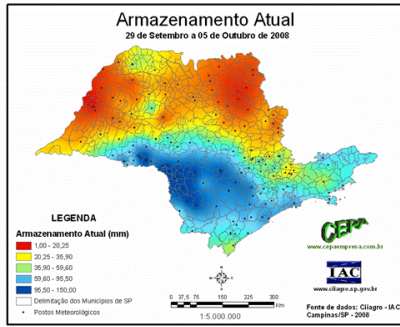 Armazenamento Atual
29 de Setembro a 05 de Outubro de 2008
LEGENDA
Armazenamento Atual (mm)
1,00 - 20,25
20,25 - 35,90
35,90 - 59,60
59,60 - 95,50
95,50 - 150,00
Delimitação dos Municípios de SP
Postos Meteorológicos
0 37,5 75 150 225 300
Km
1:5.000.000
CEPA
www.cepaempresa.com.br
IAC
www.ciiagro.sp.gov.br
Fonte de dados: Ciiagro - IAC
Campinas/SP - 2008